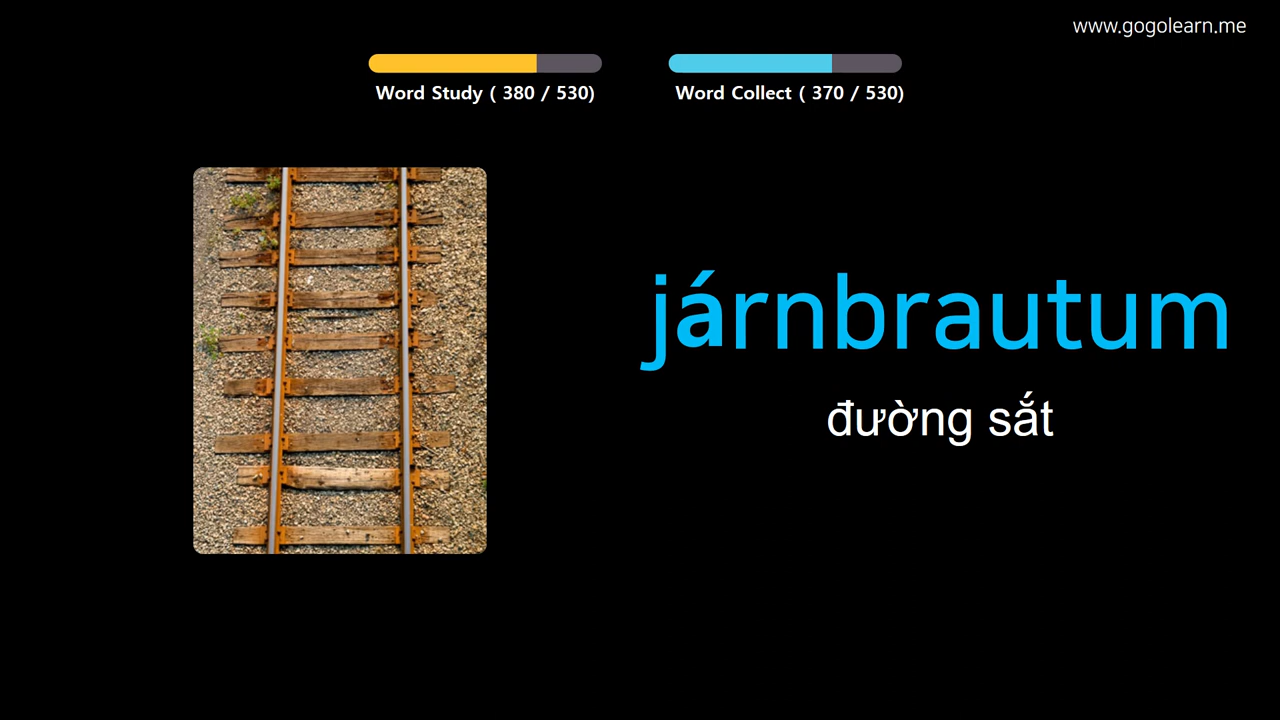 www.gogolearn.me
Word Study ( 380 / 530)
Word Collect ( 370 / 530)
járnbrautum
đường sắt